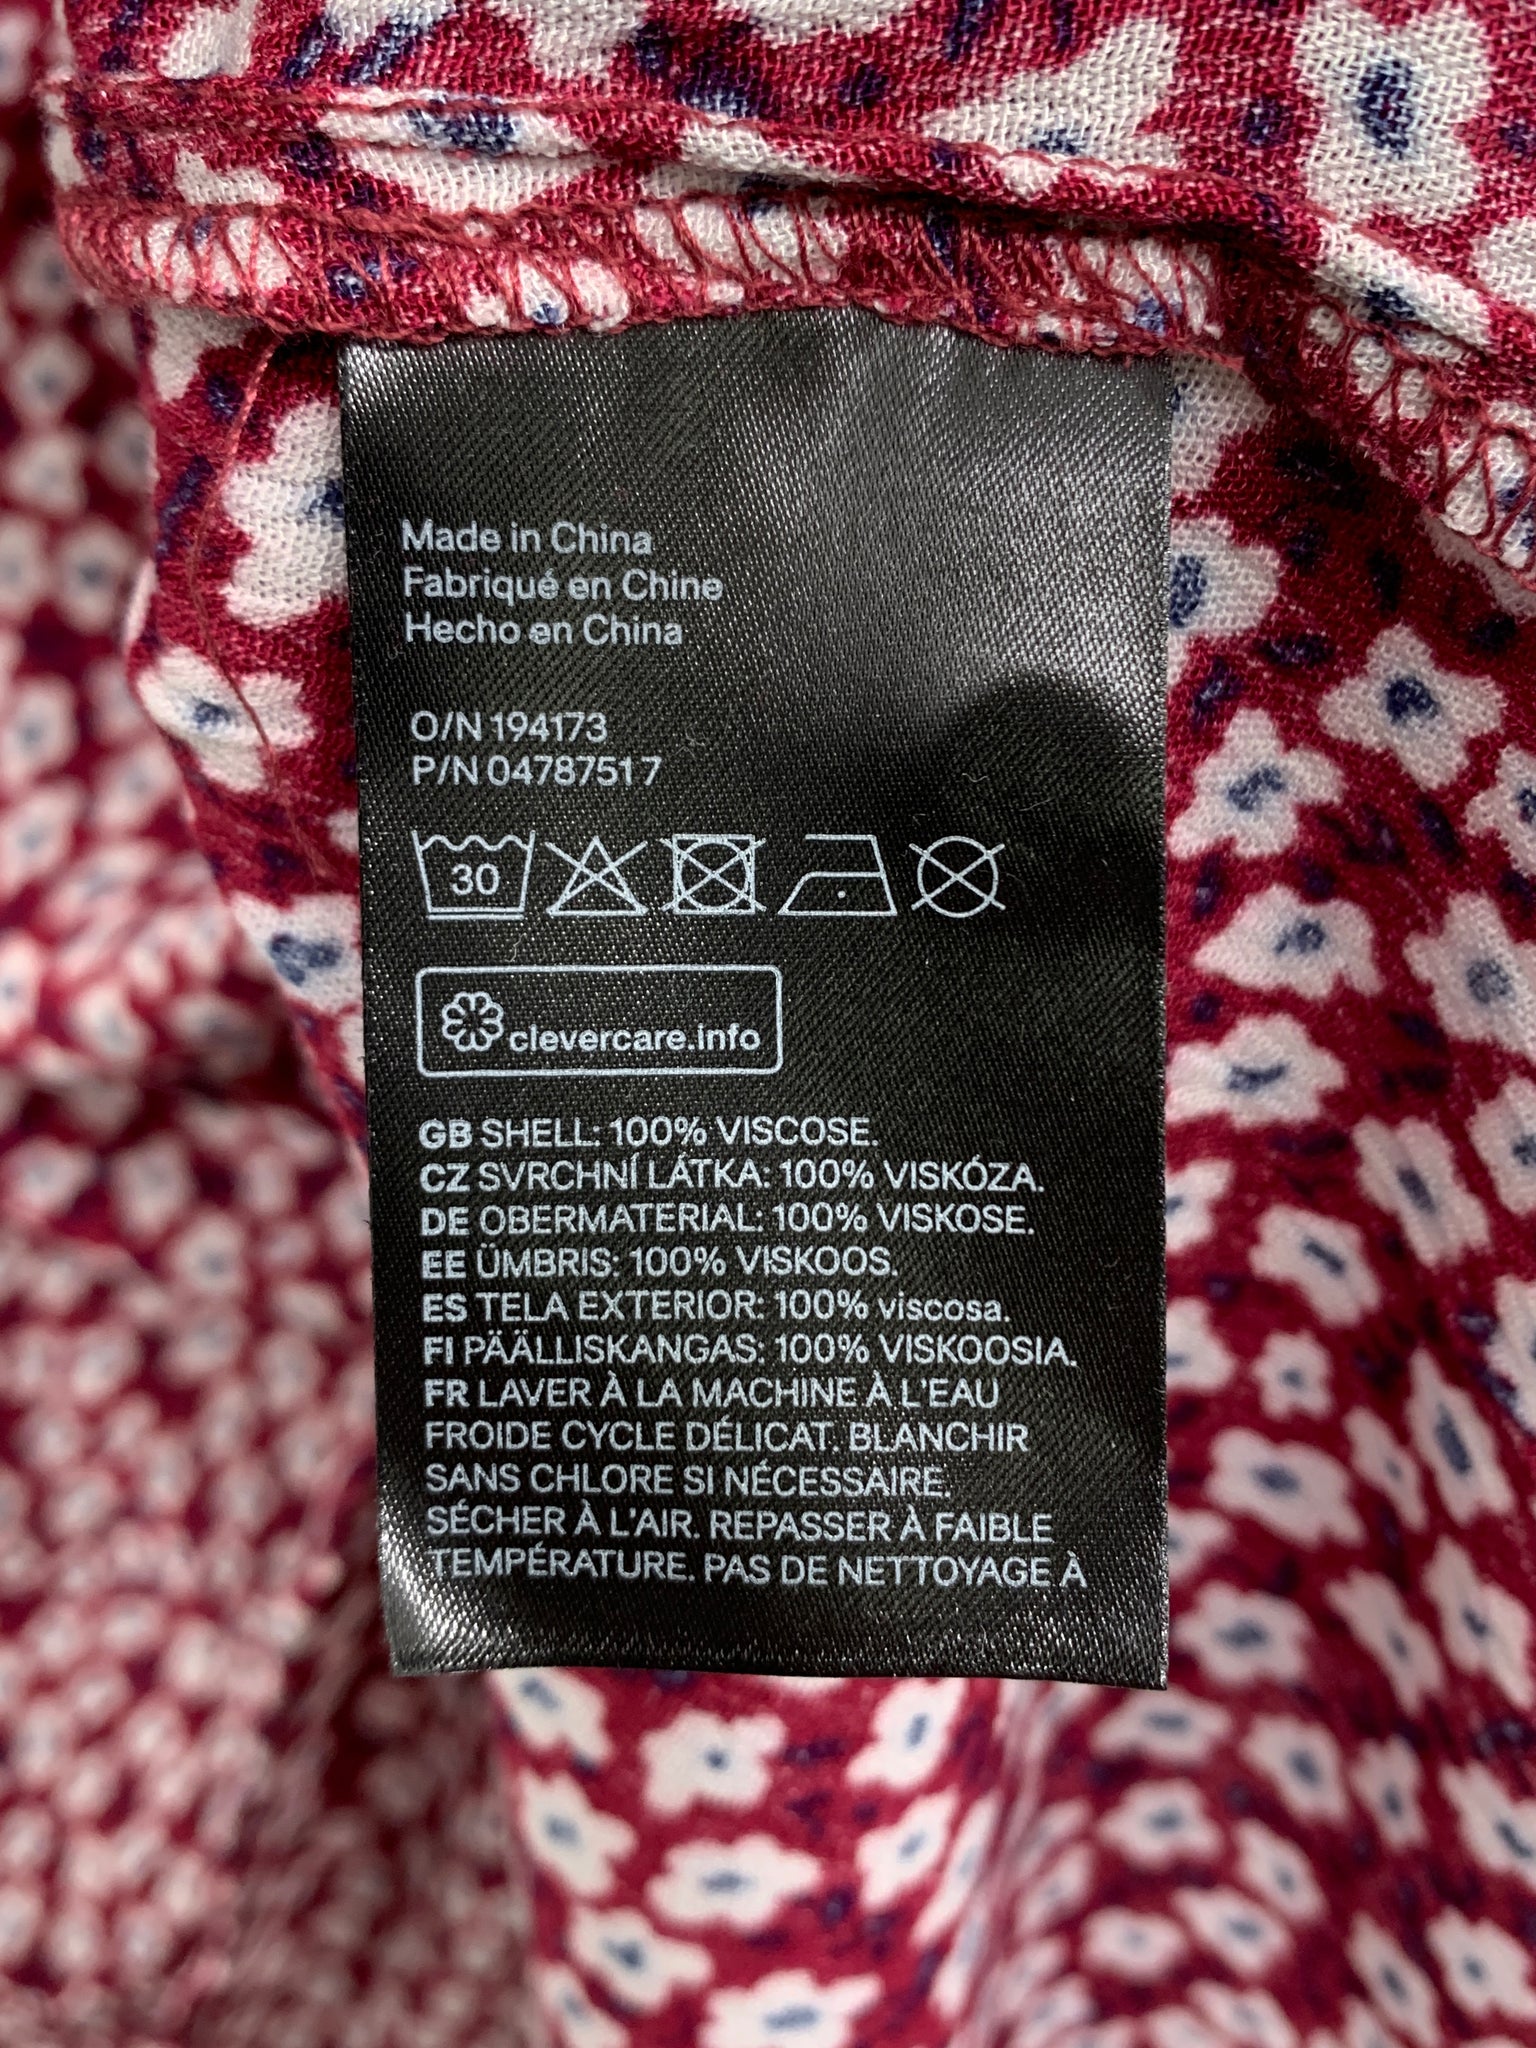 Made in China
Fabriqué en Chine
Hecho en China
O/N 194173
P/N 04787517
30
clevercare.info
GB SHELL: 100% VISCOSE.
CZ SVRCHNÍ LÁTKA: 100% VISKÓZA.
DE OBERMATERIAL: 100% VISKOSE.
EE ÜMBRIS: 100% VISKOOS.
ES TELA EXTERIOR: 100% viscosa.
FI PÄÄLLISKANGAS: 100% VISKOOSIA.
FR LAVER À LA MACHINE À L'EAU
FROIDE CYCLE DÉLICAT. BLANCHIR
SANS CHLORE SI NÉCESSAIRE.
SÉCHER À L'AIR. REPASSER À FAIBLE
TEMPÉRATURE. PAS DE NETTOYAGE À